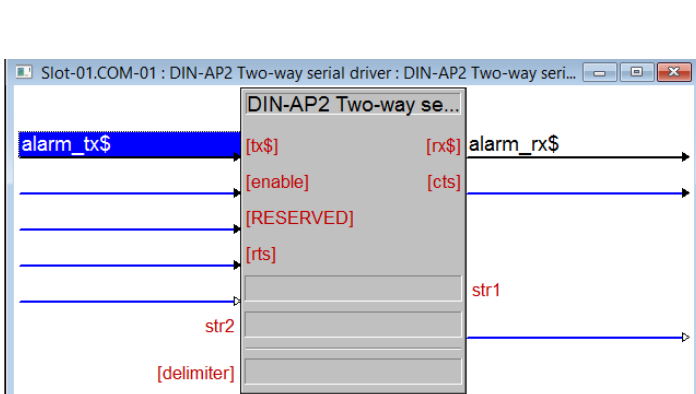 Slot-01.COM-01 : DIN-AP2 Two-way serial driver : DIN-AP2 Two-way seri...
DIN-AP2 Two-way se...
alarm_tx$ [tx$] [rx$] alarm_rx$
[enable] [cts]
[RESERVED]
[rts]
str1
str2
[delimiter]